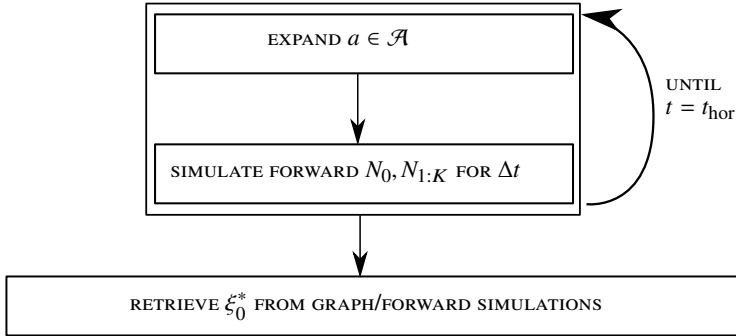 EXPAND a ∈ 𝒜
UNTIL
t = t_hor
SIMULATE FORWARD N_0, N_{1:K} FOR Δt
RETRIEVE ξ_0^* FROM GRAPH/FORWARD SIMULATIONS